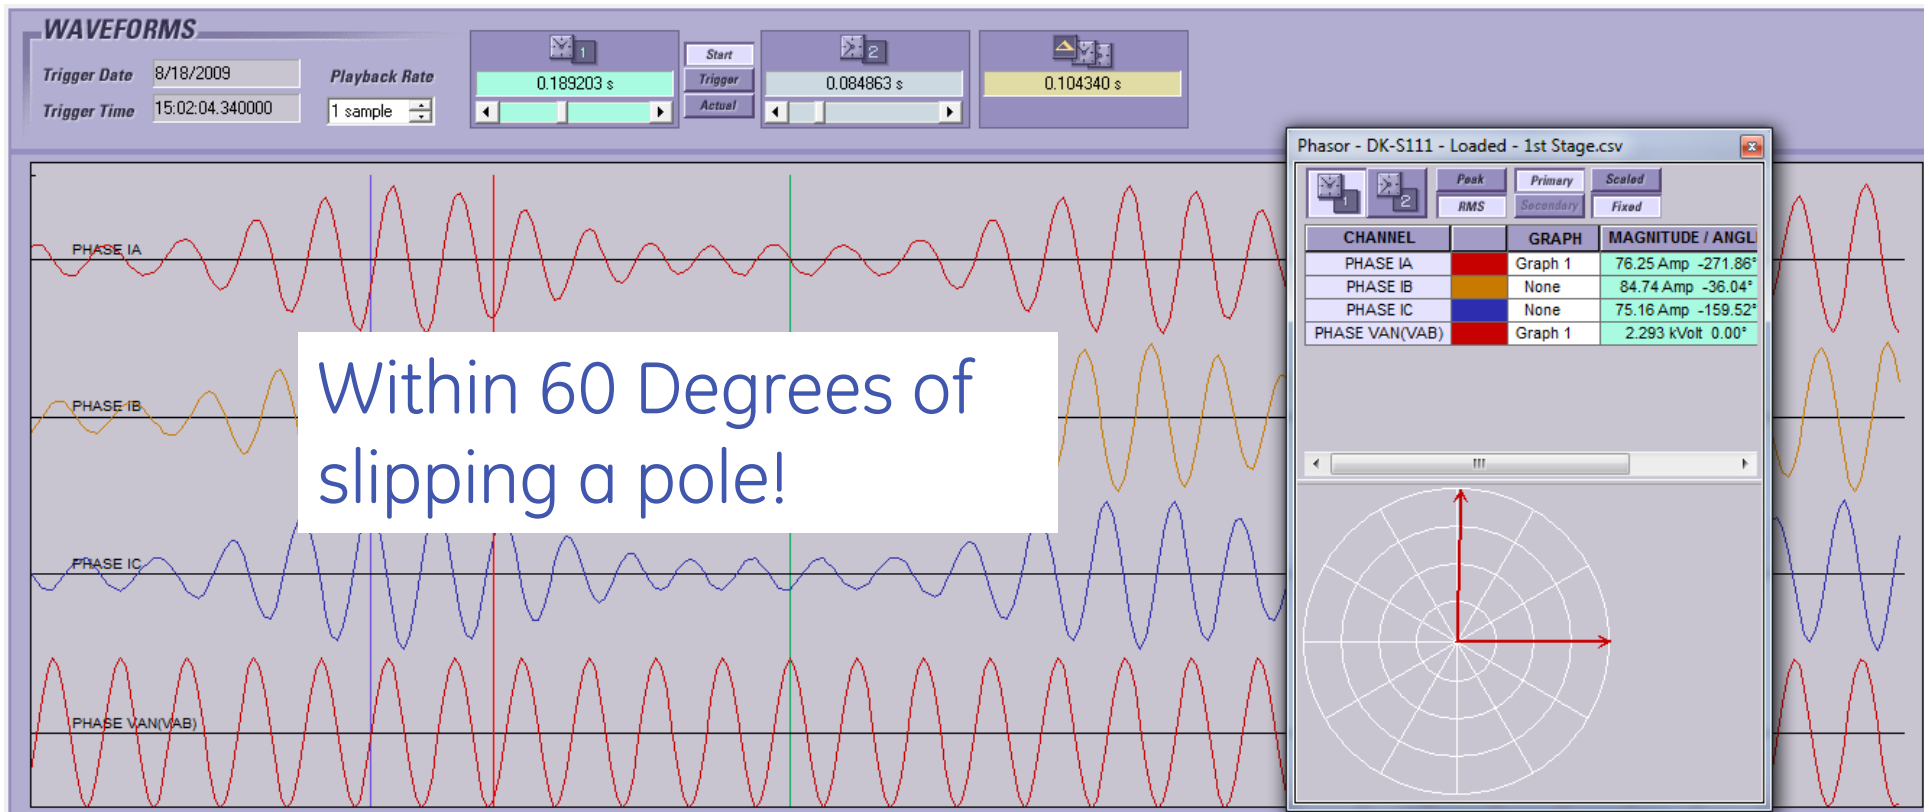 WAVEFORMS
Trigger Date 8/18/2009
Trigger Time 15:02:04.340000
Playback Rate
1 sample
1
0.189203 s
Start
Trigger
Actual
2
0.084863 s
0.104340 s
PHASE IA
PHASE IB
PHASE IC
PHASE VAN(VAB)
Within 60 Degrees of
slipping a pole!
Phasor - DK-S111 - Loaded - 1st Stage.csv
1
2
Peak
RMS
Primary
Secondary
Scaled
Fixed
CHANNEL GRAPH MAGNITUDE / ANGL
PHASE IA Graph 1 76.25 Amp -271.86°
PHASE IB None 84.74 Amp -36.04°
PHASE IC None 75.16 Amp -159.52°
PHASE VAN(VAB) Graph 1 2.293 kVolt 0.00°